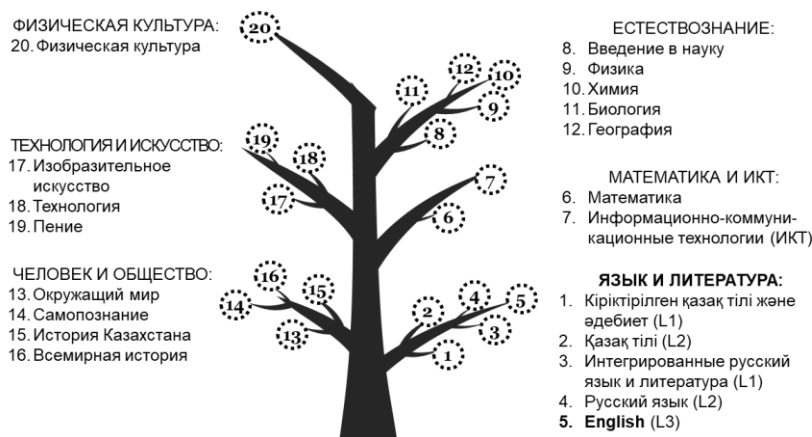 ФИЗИЧЕСКАЯ КУЛЬТУРА:
20. Физическая культура
ТЕХНОЛОГИЯ И ИСКУССТВО:
17. Изобразительное
искусство
18. Технология
19. Пение
ЧЕЛОВЕК И ОБЩЕСТВО:
13. Окружащий мир
14. Самопознание
15. История Казахстана
16. Всемирная история
20
19
18
17
16
15
14
13
12
11
10
9
8
7
6
5
4
3
2
1
ЕСТЕСТВОЗНАНИЕ:
8. Введение в науку
9. Физика
10. Химия
11. Биология
12. География
МАТЕМАТИКА И ИКТ:
6. Математика
7. Информационно-коммуни-
кационные технологии (ИКТ)
ЯЗЫК И ЛИТЕРАТУРА:
1. Кіріктірілген қазақ тілі және
әдебиет (L1)
2. Қазақ тілі (L2)
3. Интегрированные русский
язык и литература (L1)
4. Русский язык (L2)
5. English (L3)